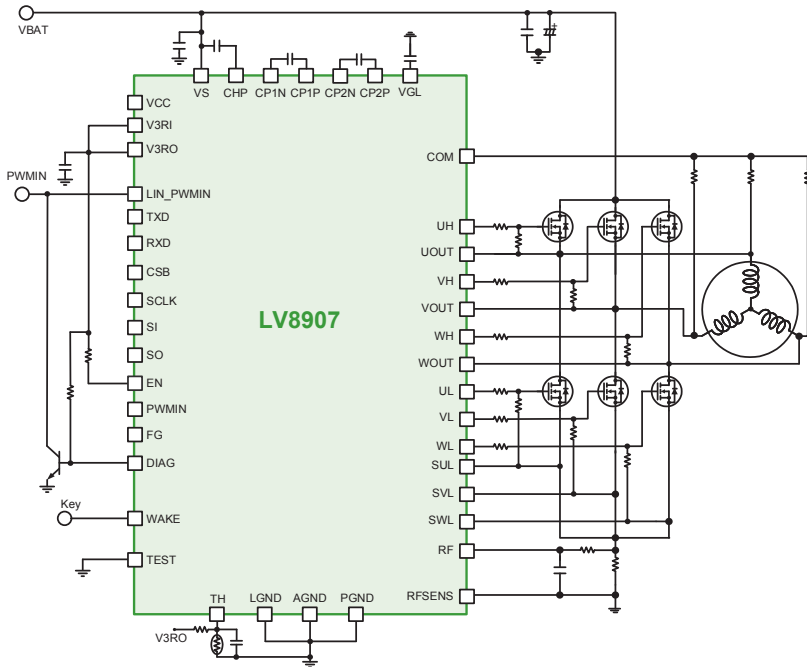 VBAT
VS
CHP
CP1N
CP1P
CP2N
CP2P
VGL
VCC
V3RI
V3RO
PWMIN
LIN_PWMIN
TXD
RXD
CSB
SCLK
SI
SO
EN
PWMIN
FG
DIAG
Key
WAKE
TEST
LV8907
COM
UH
UOUT
VH
VOUT
WH
WOUT
UL
VL
WL
SUL
SVL
SWL
RF
RFSENS
TH
LGND
AGND
PGND
V3RO